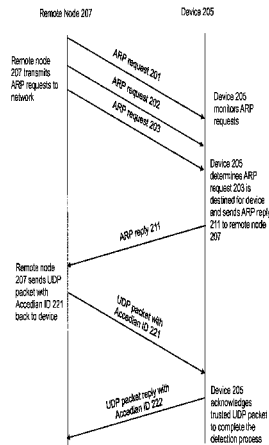 Remote Node 207
Device 205
Remote node
207 transmits
ARP requests to
network
ARP request 201
ARP request 202
ARP request 203
Device 205
monitors ARP
requests
Device 205
determines ARP
request 203 is
destined for device
and sends ARP reply
211 to remote node
207
ARP reply 211
Remote node
207 sends UDP
packet with
Accedian ID 221
back to device
UDP packet with
Accedian ID 221
Device 205
acknowledges
trusted UDP packet
to complete the
detection process
UDP packet reply with
Accedian ID 222